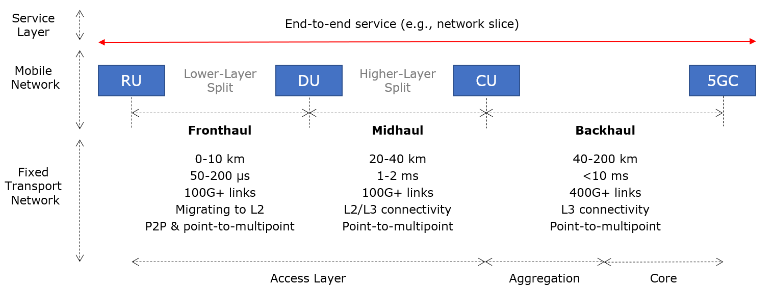 Service
Layer
End-to-end service (e.g., network slice)
Mobile
Network
RU
Lower-Layer
Split
DU
Higher-Layer
Split
CU
5GC
Fronthaul
Midhaul
Backhaul
Fixed
Transport
Network
0-10 km
20-40 km
40-200 km
50-200 µs
1-2 ms
<10 ms
100G+ links
100G+ links
400G+ links
Migrating to L2
L2/L3 connectivity
L3 connectivity
P2P & point-to-multipoint
Point-to-multipoint
Point-to-multipoint
Access Layer
Aggregation
Core